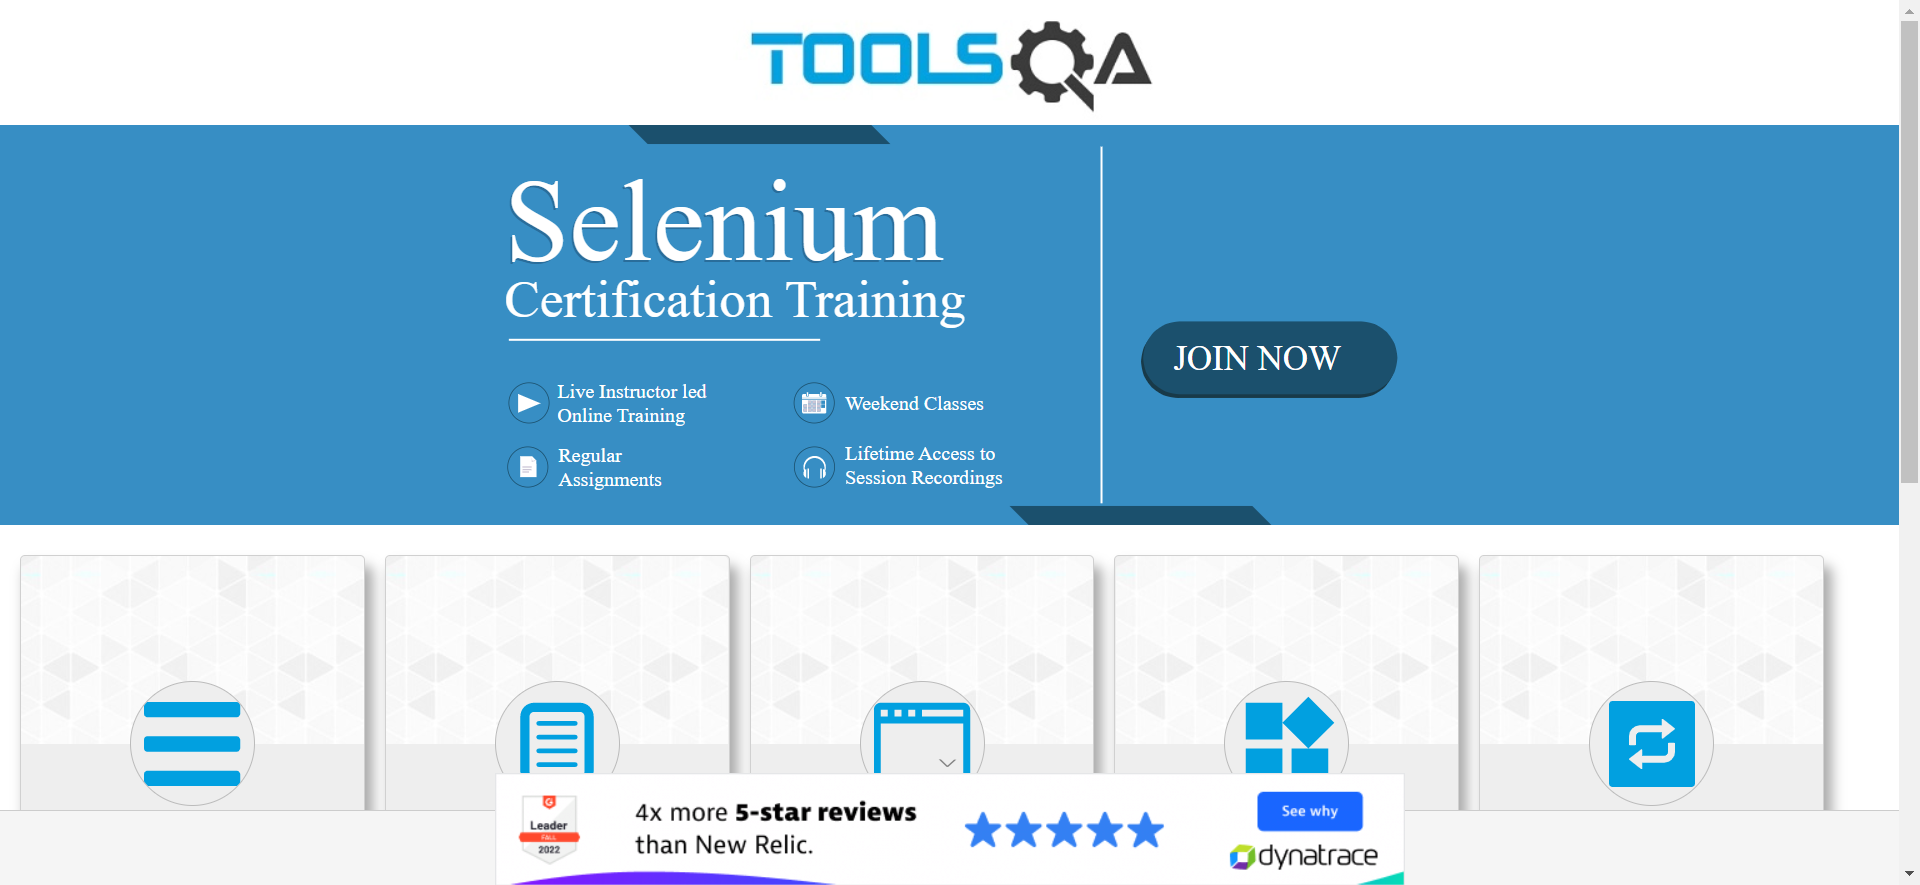 TOOLSQA
Selenium
Certification Training
JOIN NOW
Live Instructor led
Online Training
Weekend Classes
Regular
Assignments
Lifetime Access to
Session Recordings
G
Leader
FALL
2022
4x more 5-star reviews
than New Relic.
See why
dynatrace